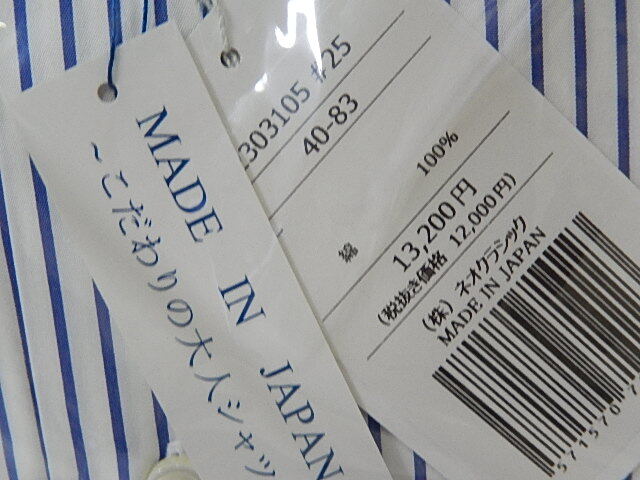 MADE IN JAPAN
~こだわりの大人シャツ
303105 #25
40-83
綿 100%
13,200円
(税抜き価格 12,000円)
(株)ネオクラシック
MADE IN JAPAN
571570